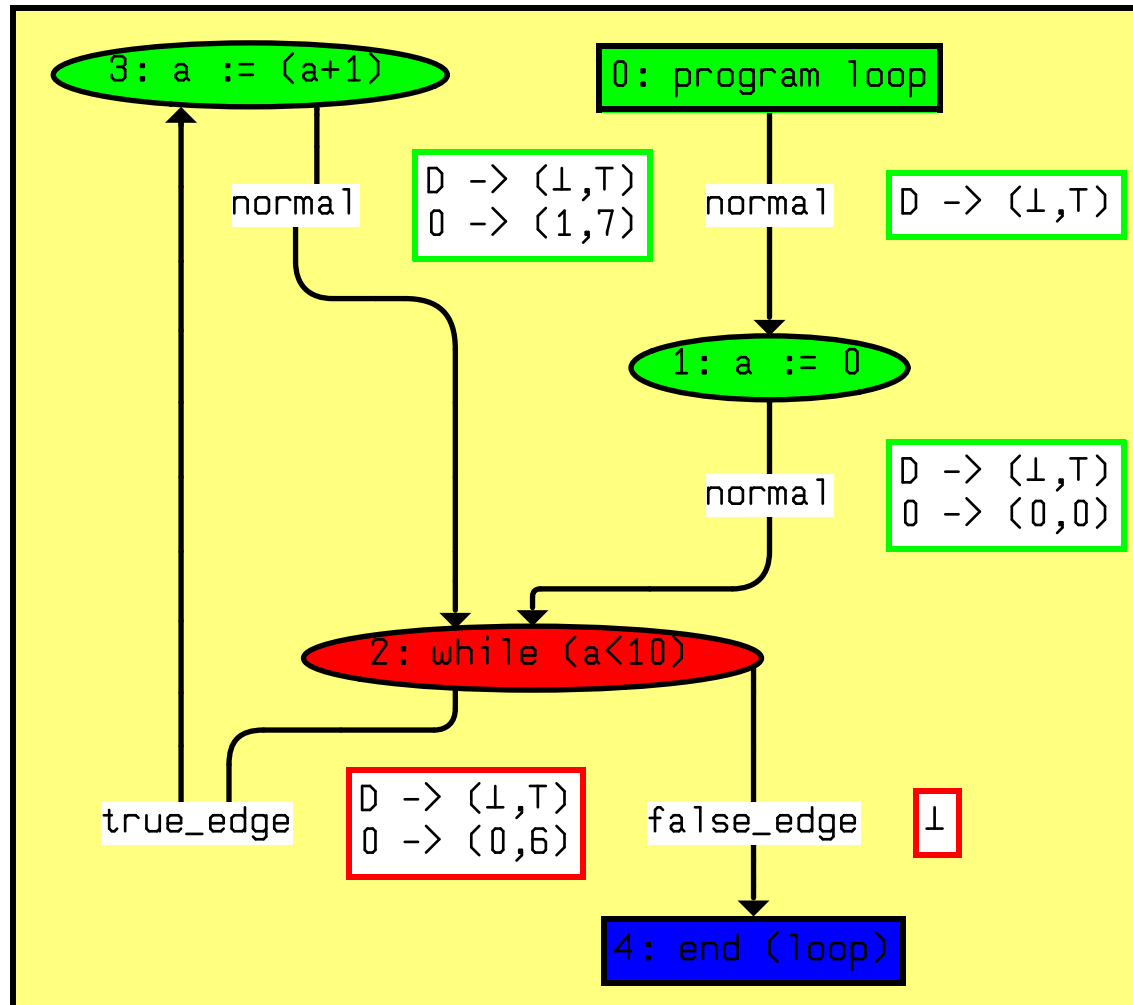 3: a := (a+1)
0: program loop
normal
D -> (⊥,T)
0 -> (1,7)
normal
D -> (⊥,T)
1: a := 0
normal
D -> (⊥,T)
0 -> (0,0)
2: while (a<10)
true_edge
D -> (⊥,T)
0 -> (0,6)
false_edge
⊥
4: end (loop)